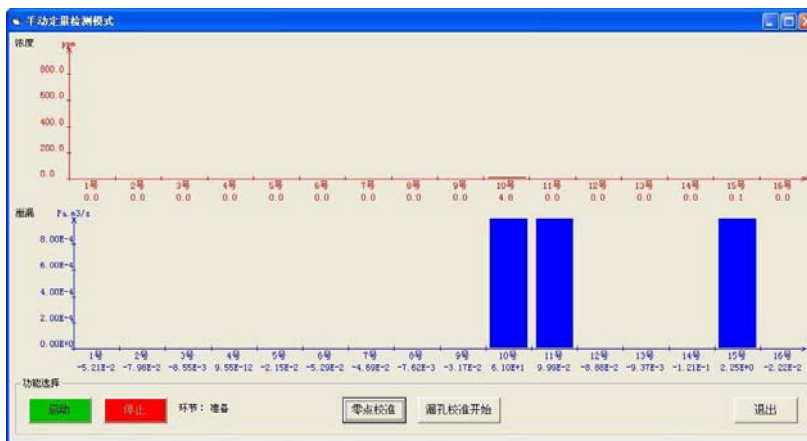 手动定量检测模式
浓度 ppm
800.0
600.0
400.0
200.0
0.0
1号 2号 3号 4号 5号 6号 7号 8号 9号 10号 11号 12号 13号 14号 15号 16号
0.0 0.0 0.0 0.0 0.0 0.0 0.0 0.0 0.0 4.8 0.0 0.0 0.0 0.0 0.1 0.0
泄漏 Pa.m3/s
8.00E-4
6.00E-4
4.00E-4
2.00E-4
0.00E+0
1号 2号 3号 4号 5号 6号 7号 8号 9号 10号 11号 12号 13号 14号 15号 16号
-5.21E-2 -7.98E-2 -8.55E-3 9.55E-12 -2.15E-2 -5.29E-2 -4.69E-2 -7.62E-3 -3.17E-2 6.10E+1 9.99E-2 -8.88E-2 -9.37E-3 -1.21E-1 2.25E+0 -2.22E-2
功能选择
启动 停止 环节：准备 零点校准 漏孔校准开始 退出